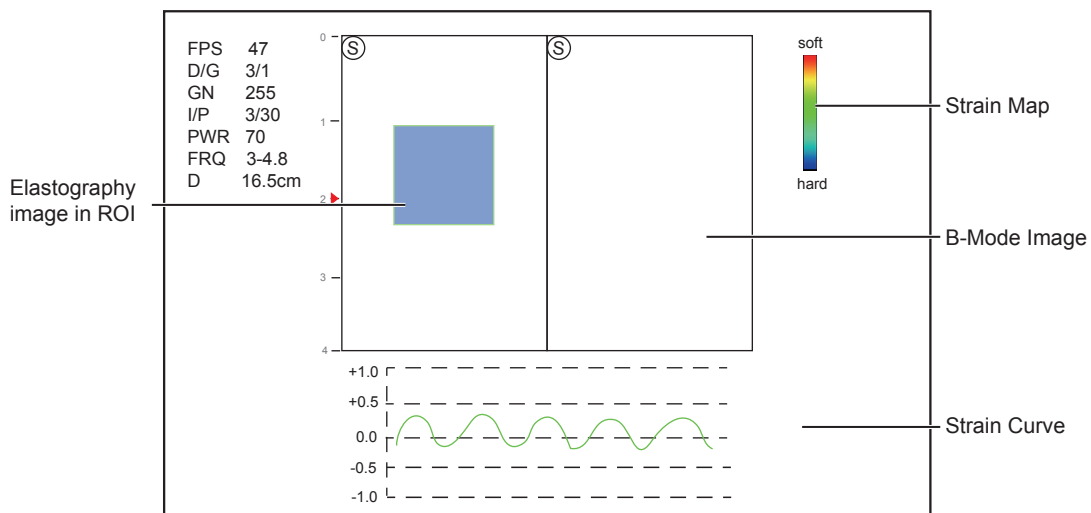 FPS 47
D/G 3/1
GN 255
I/P 3/30
PWR 70
FRQ 3-4.8
D 16.5cm
Elastography
image in ROI
0
1
2
3
4
S
S
soft
hard
Strain Map
B-Mode Image
+1.0
+0.5
0.0
-0.5
-1.0
Strain Curve